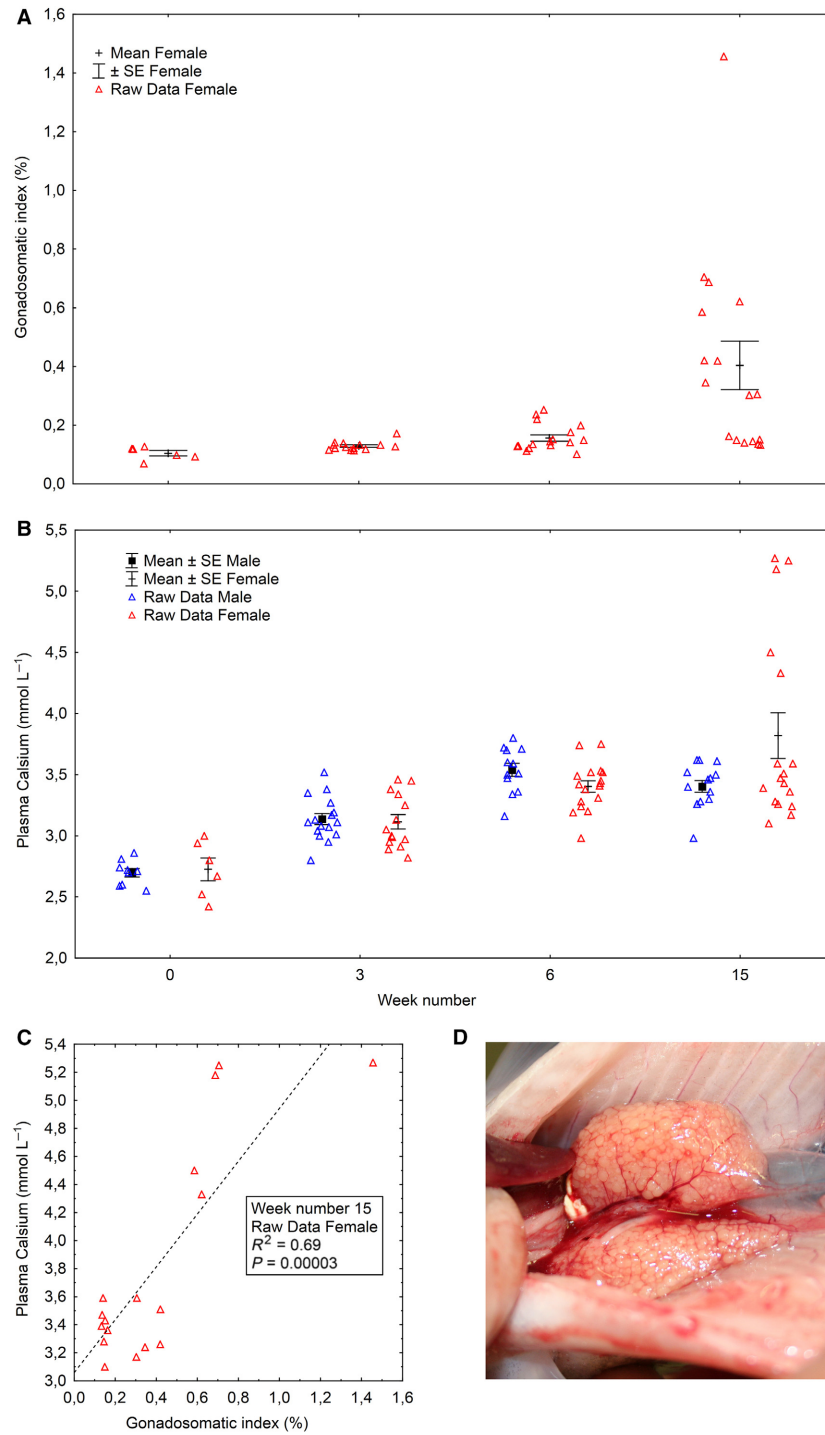 A
1,6
1,4
1,2
1,0
0,8
0,6
0,4
0,2
0,0
Gonadosomatic index (%)
Mean Female
± SE Female
Raw Data Female
B
5,5
5,0
4,5
4,0
3,5
3,0
2,5
2,0
Plasma Calsium (mmol L⁻¹)
Mean ± SE Male
Mean ± SE Female
Raw Data Male
Raw Data Female
0 3 6 15
Week number
C
5,4
5,2
5,0
4,8
4,6
4,4
4,2
4,0
3,8
3,6
3,4
3,2
3,0
Plasma Calsium (mmol L⁻¹)
Week number 15
Raw Data Female
R² = 0.69
P = 0.00003
0,0 0,2 0,4 0,6 0,8 1,0 1,2 1,4 1,6
Gonadosomatic index (%)
D